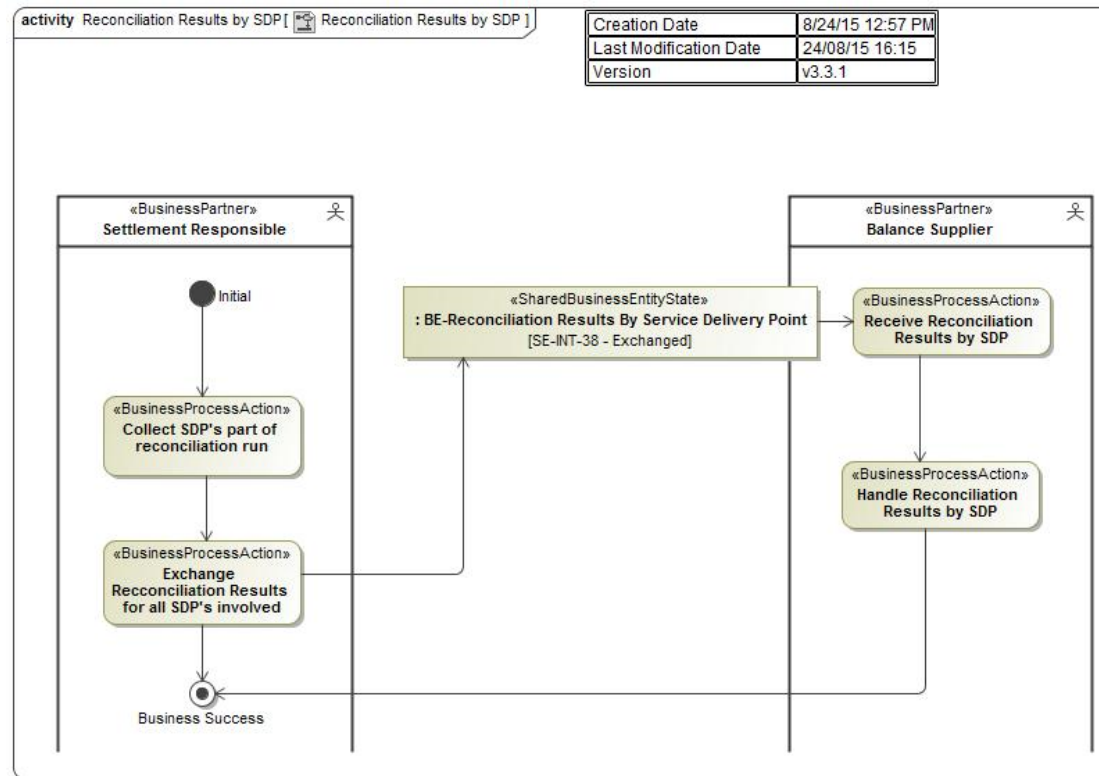 activity Reconciliation Results by SDP [ Reconciliation Results by SDP ]
Creation Date 8/24/15 12:57 PM
Last Modification Date 24/08/15 16:15
Version v3.3.1
«BusinessPartner»
Settlement Responsible
«BusinessPartner»
Balance Supplier
Initial
«SharedBusinessEntityState»
: BE-Reconciliation Results By Service Delivery Point
[SE-INT-38 - Exchanged]
«BusinessProcessAction»
Receive Reconciliation
Results by SDP
«BusinessProcessAction»
Collect SDP's part of
reconciliation run
«BusinessProcessAction»
Handle Reconciliation
Results by SDP
«BusinessProcessAction»
Exchange
Recconciliation Results
for all SDP's involved
Business Success